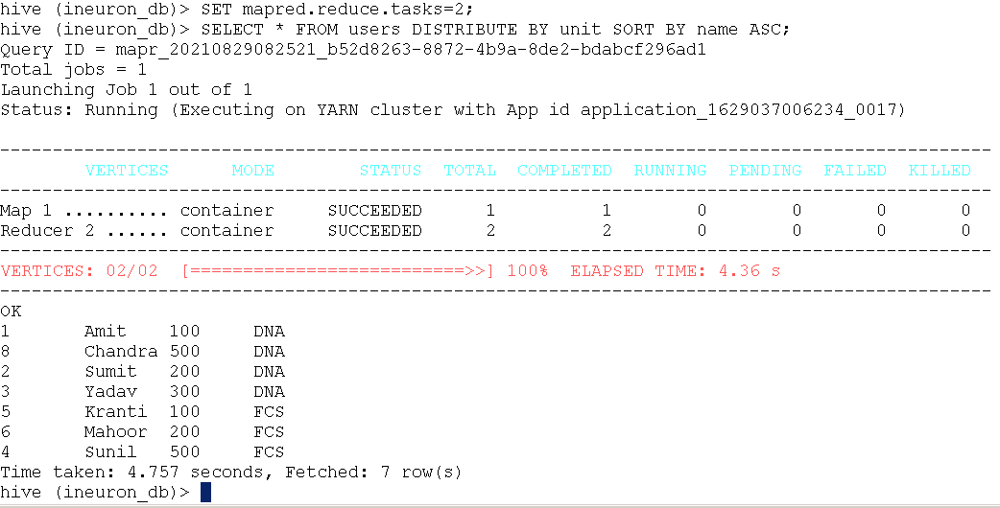 hive (ineuron_db)> SET mapred.reduce.tasks=2;
hive (ineuron_db)> SELECT * FROM users DISTRIBUTE BY unit SORT BY name ASC;
Query ID = mapr_20210829082521_b52d8263-8872-4b9a-8de2-bdabcf296ad1
Total jobs = 1
Launching Job 1 out of 1
Status: Running (Executing on YARN cluster with App id application_1629037006234_0017)
----------------------------------------------------------------------------------------------
VERTICES MODE STATUS TOTAL COMPLETED RUNNING PENDING FAILED KILLED
----------------------------------------------------------------------------------------------
Map 1 .......... container SUCCEEDED 1 1 0 0 0 0
Reducer 2 ...... container SUCCEEDED 2 2 0 0 0 0
----------------------------------------------------------------------------------------------
VERTICES: 02/02 [==========================>>] 100% ELAPSED TIME: 4.36 s
----------------------------------------------------------------------------------------------
OK
1 Amit 100 DNA
8 Chandra 500 DNA
2 Sumit 200 DNA
3 Yadav 300 DNA
5 Kranti 100 FCS
6 Mahoor 200 FCS
4 Sunil 500 FCS
Time taken: 4.757 seconds, Fetched: 7 row(s)
hive (ineuron_db)>